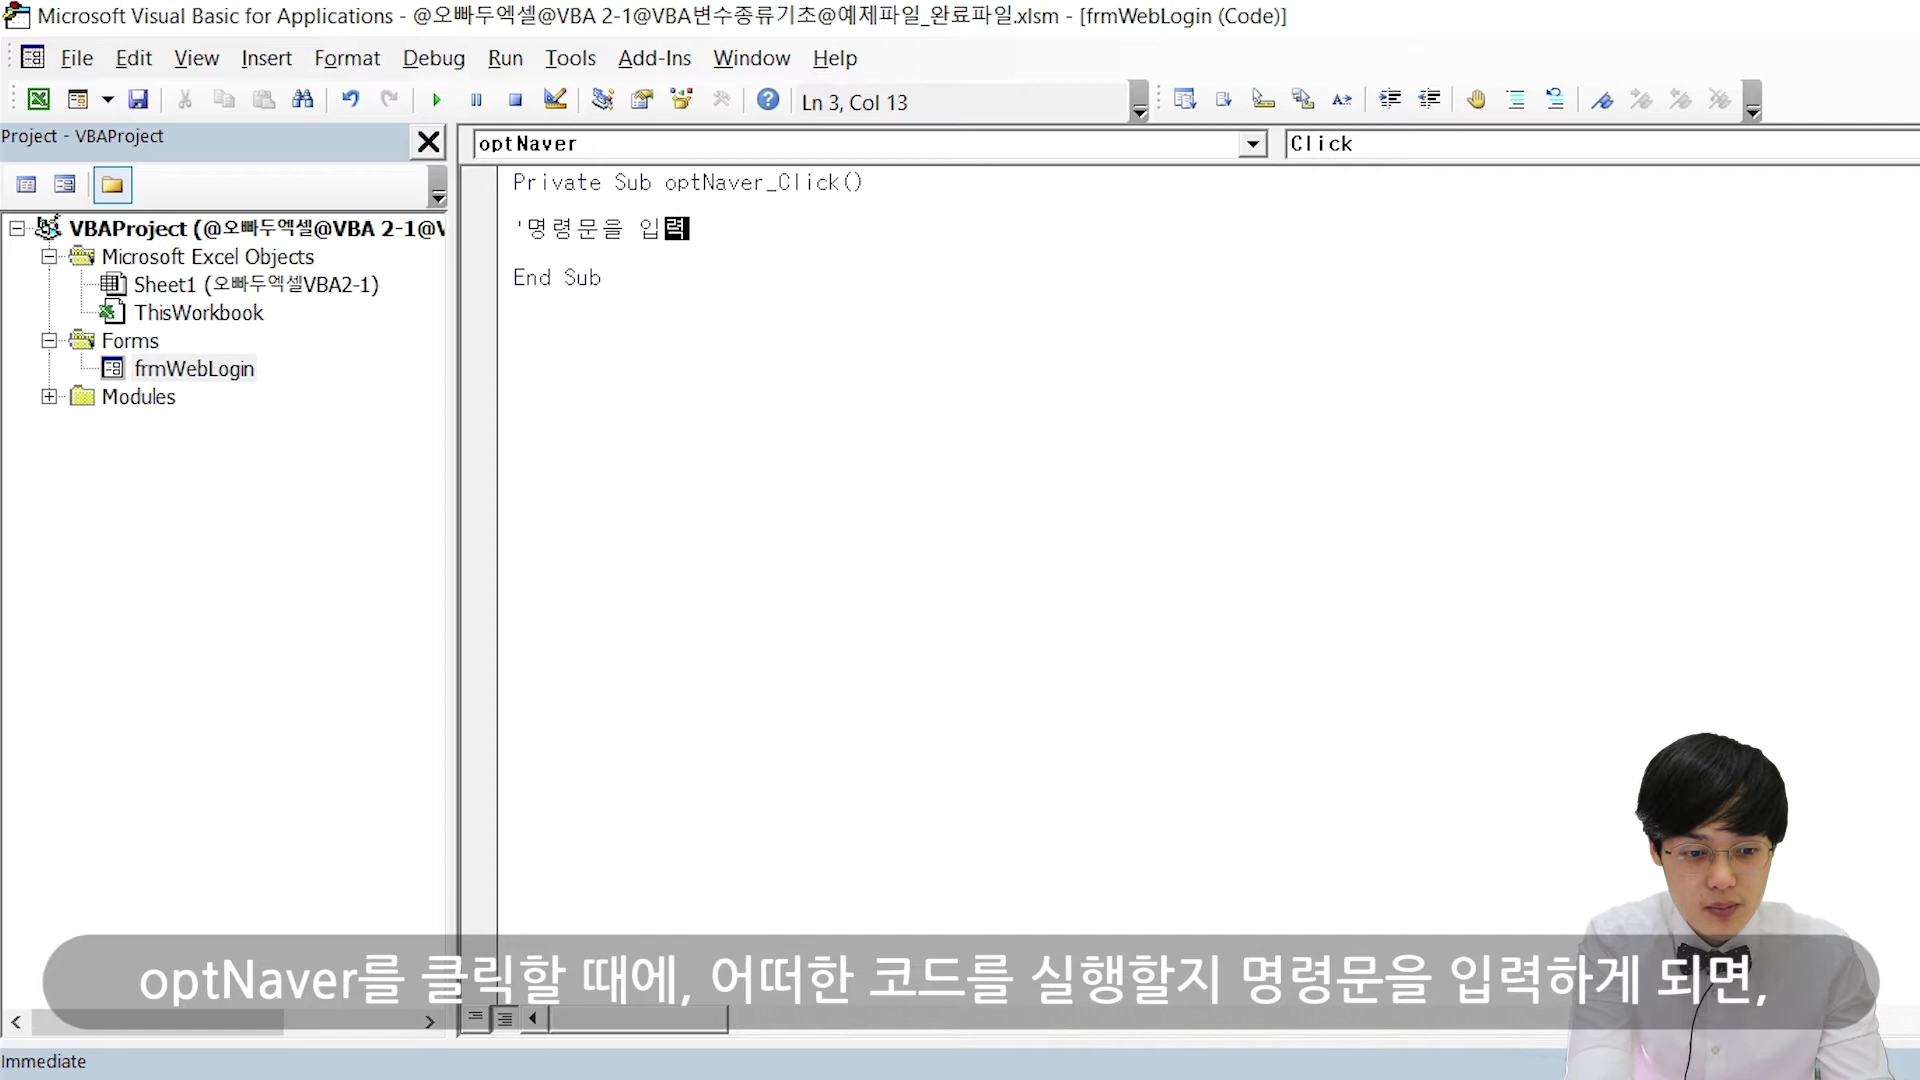 Microsoft Visual Basic for Applications - @오빠두엑셀@VBA 2-1@VBA변수종류기초@예제파일_완료파일.xlsm - [frmWebLogin (Code)]
File Edit View Insert Format Debug Run Tools Add-Ins Window Help
Ln 3, Col 13
Project - VBAProject
optNaver
Click
VBAProject (@오빠두엑셀@VBA 2-1@V
Microsoft Excel Objects
Sheet1 (오빠두엑셀VBA2-1)
ThisWorkbook
Forms
frmWebLogin
Modules
Private Sub optNaver_Click()
'명령문을 입력
End Sub
optNaver를 클릭할 때에, 어떠한 코드를 실행할지 명령문을 입력하게 되면,
Immediate